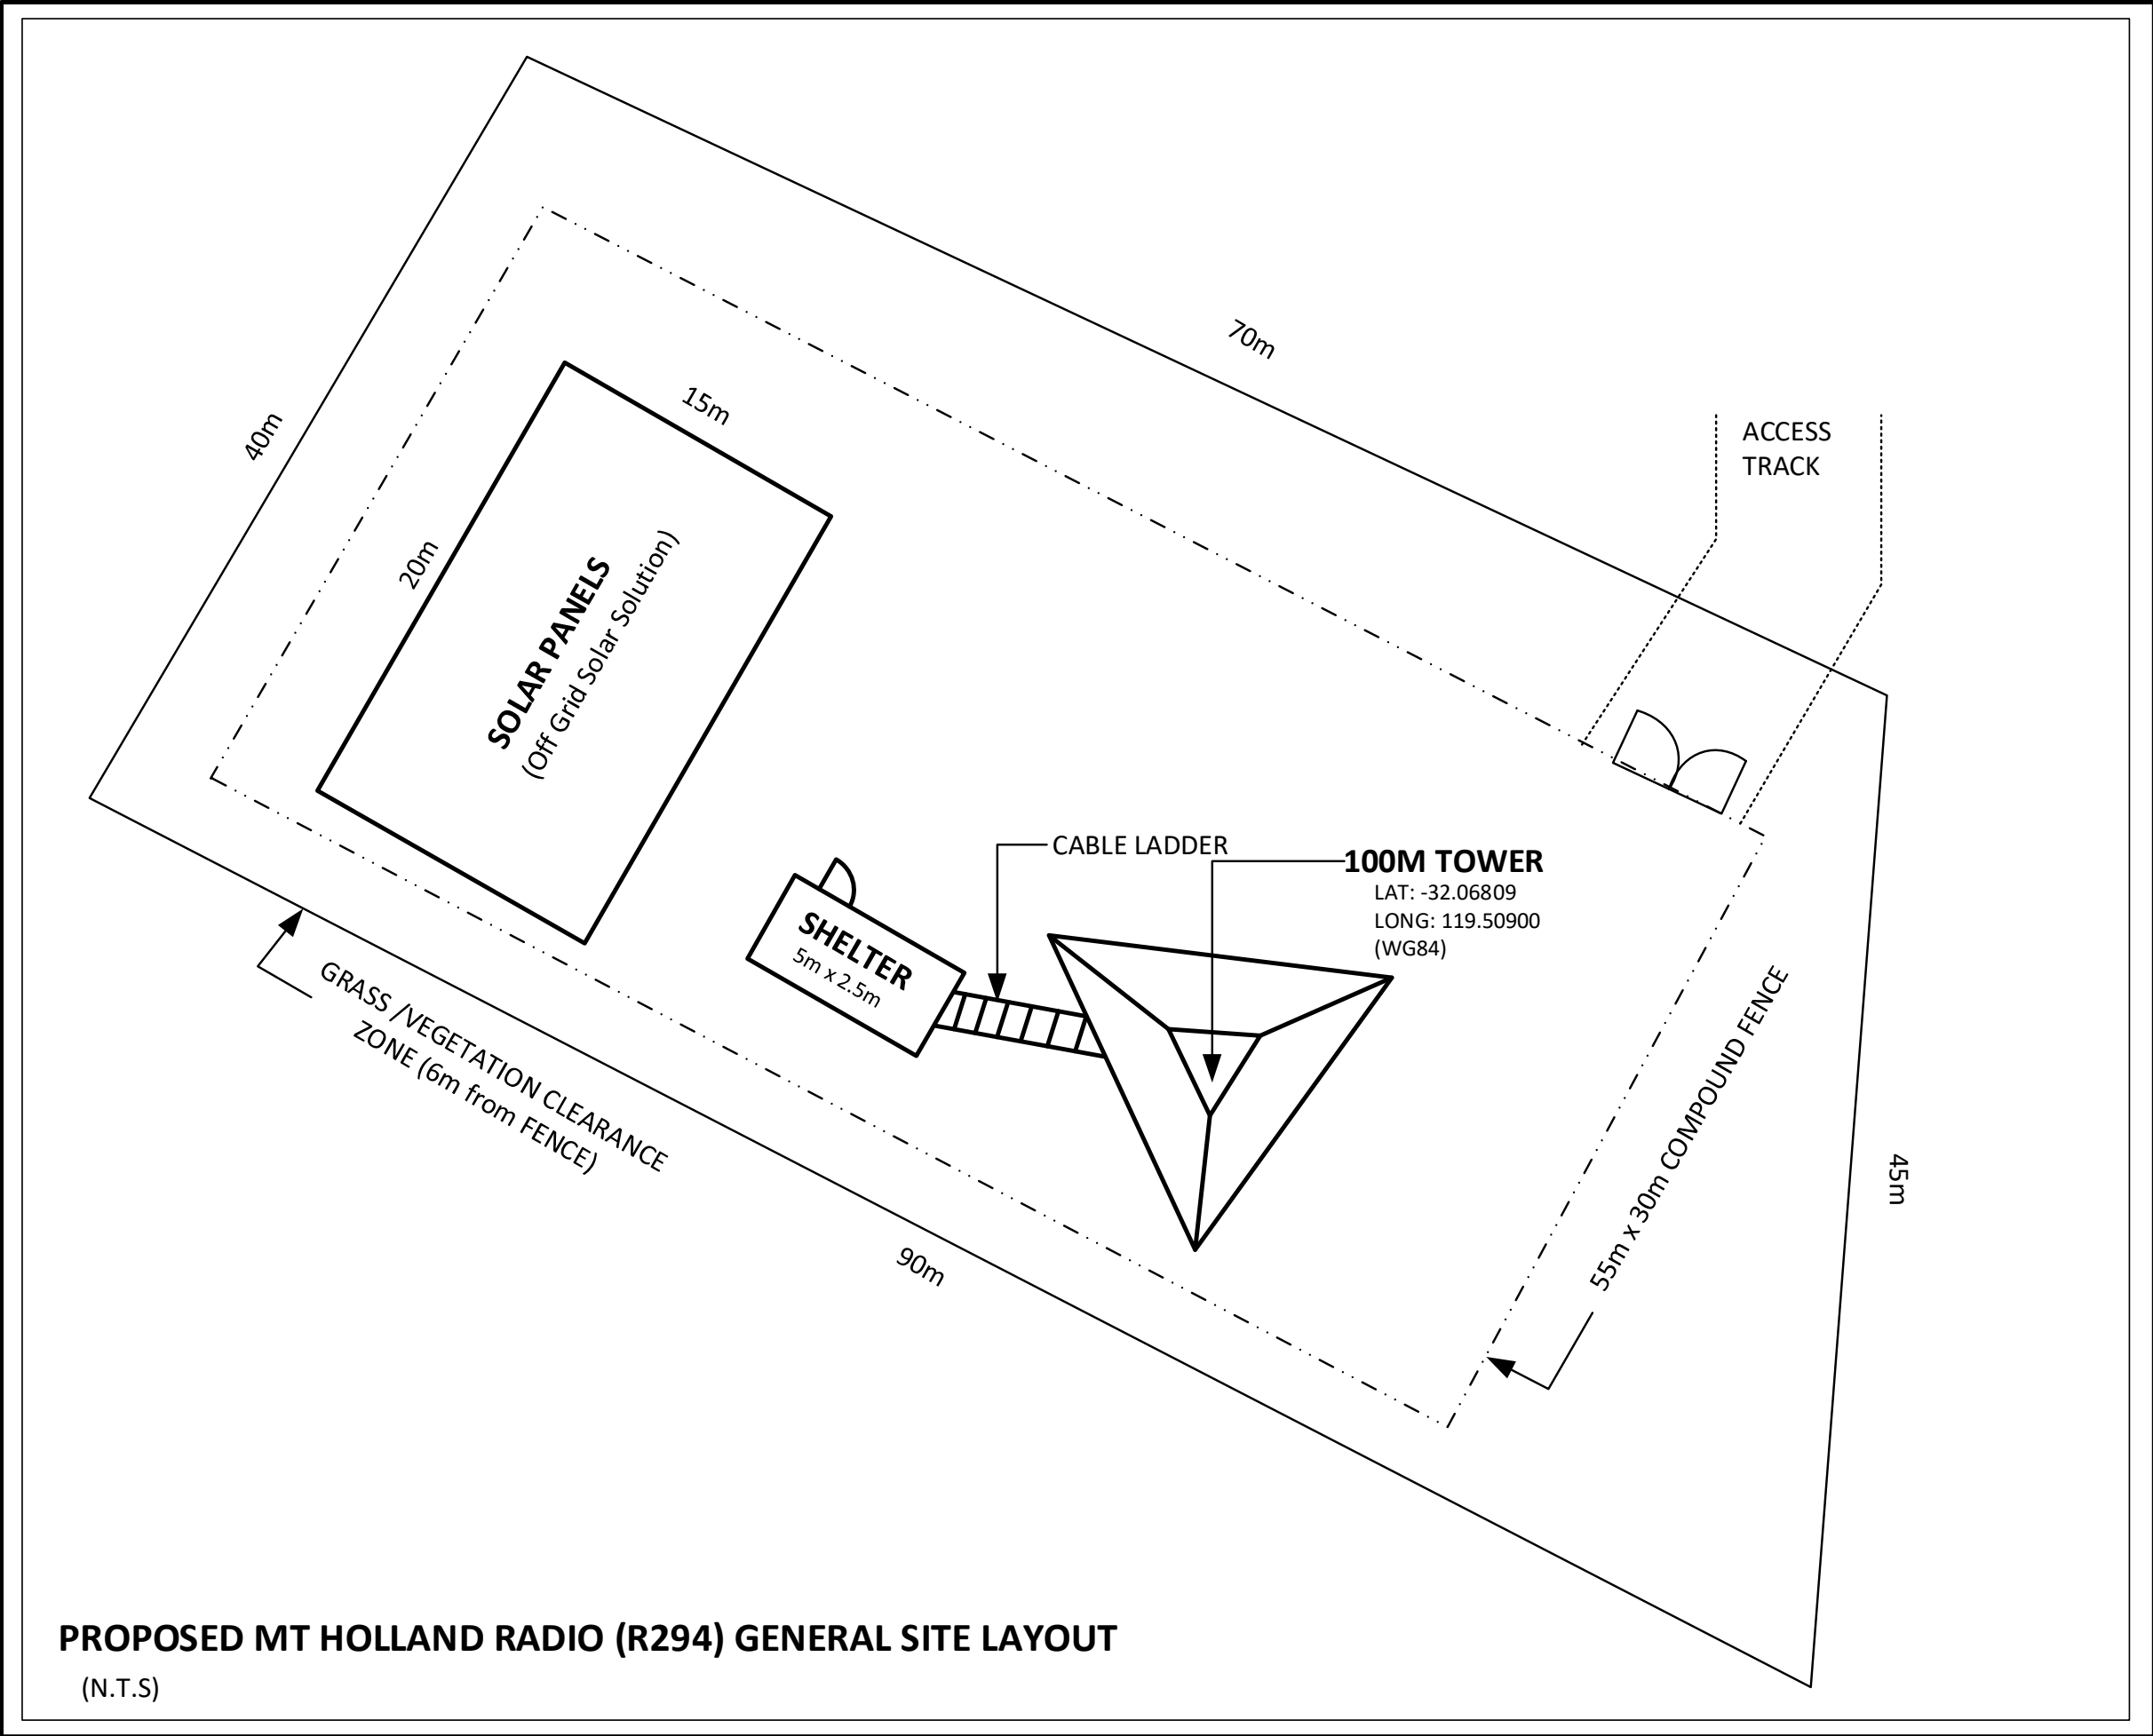 70m
15m
40m
20m
SOLAR PANELS
(Off Grid Solar Solution)
ACCESS
TRACK
CABLE LADDER
100M TOWER
LAT: -32.06809
LONG: 119.50900
(WG84)
SHELTER
5m x 2.5m
GRASS /VEGETATION CLEARANCE
ZONE (6m from FENCE)
55m x 30m COMPOUND FENCE
45m
90m
PROPOSED MT HOLLAND RADIO (R294) GENERAL SITE LAYOUT
(N.T.S)